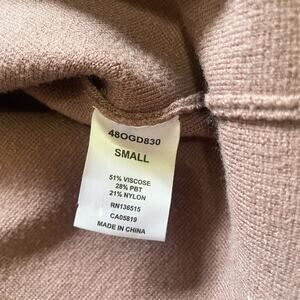 48OGD830
SMALL
51% VISCOSE
28% PBT
21% NYLON
RN136515
CA05819
MADE IN CHINA